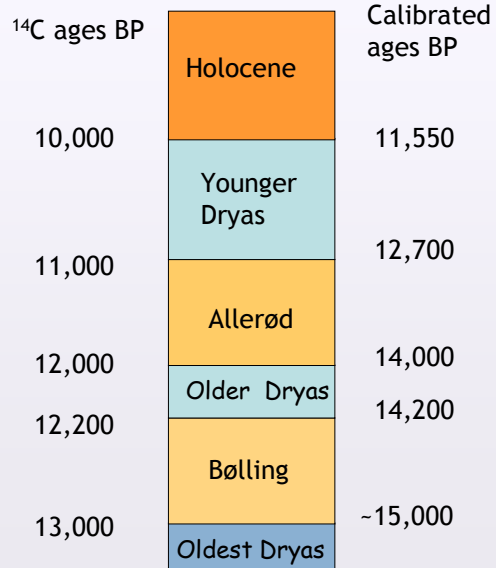 ¹⁴C ages BP
Calibrated
ages BP
Holocene
10,000
11,550
Younger
Dryas
11,000
12,700
Allerød
12,000
14,000
Older Dryas
12,200
14,200
Bølling
13,000
~15,000
Oldest Dryas